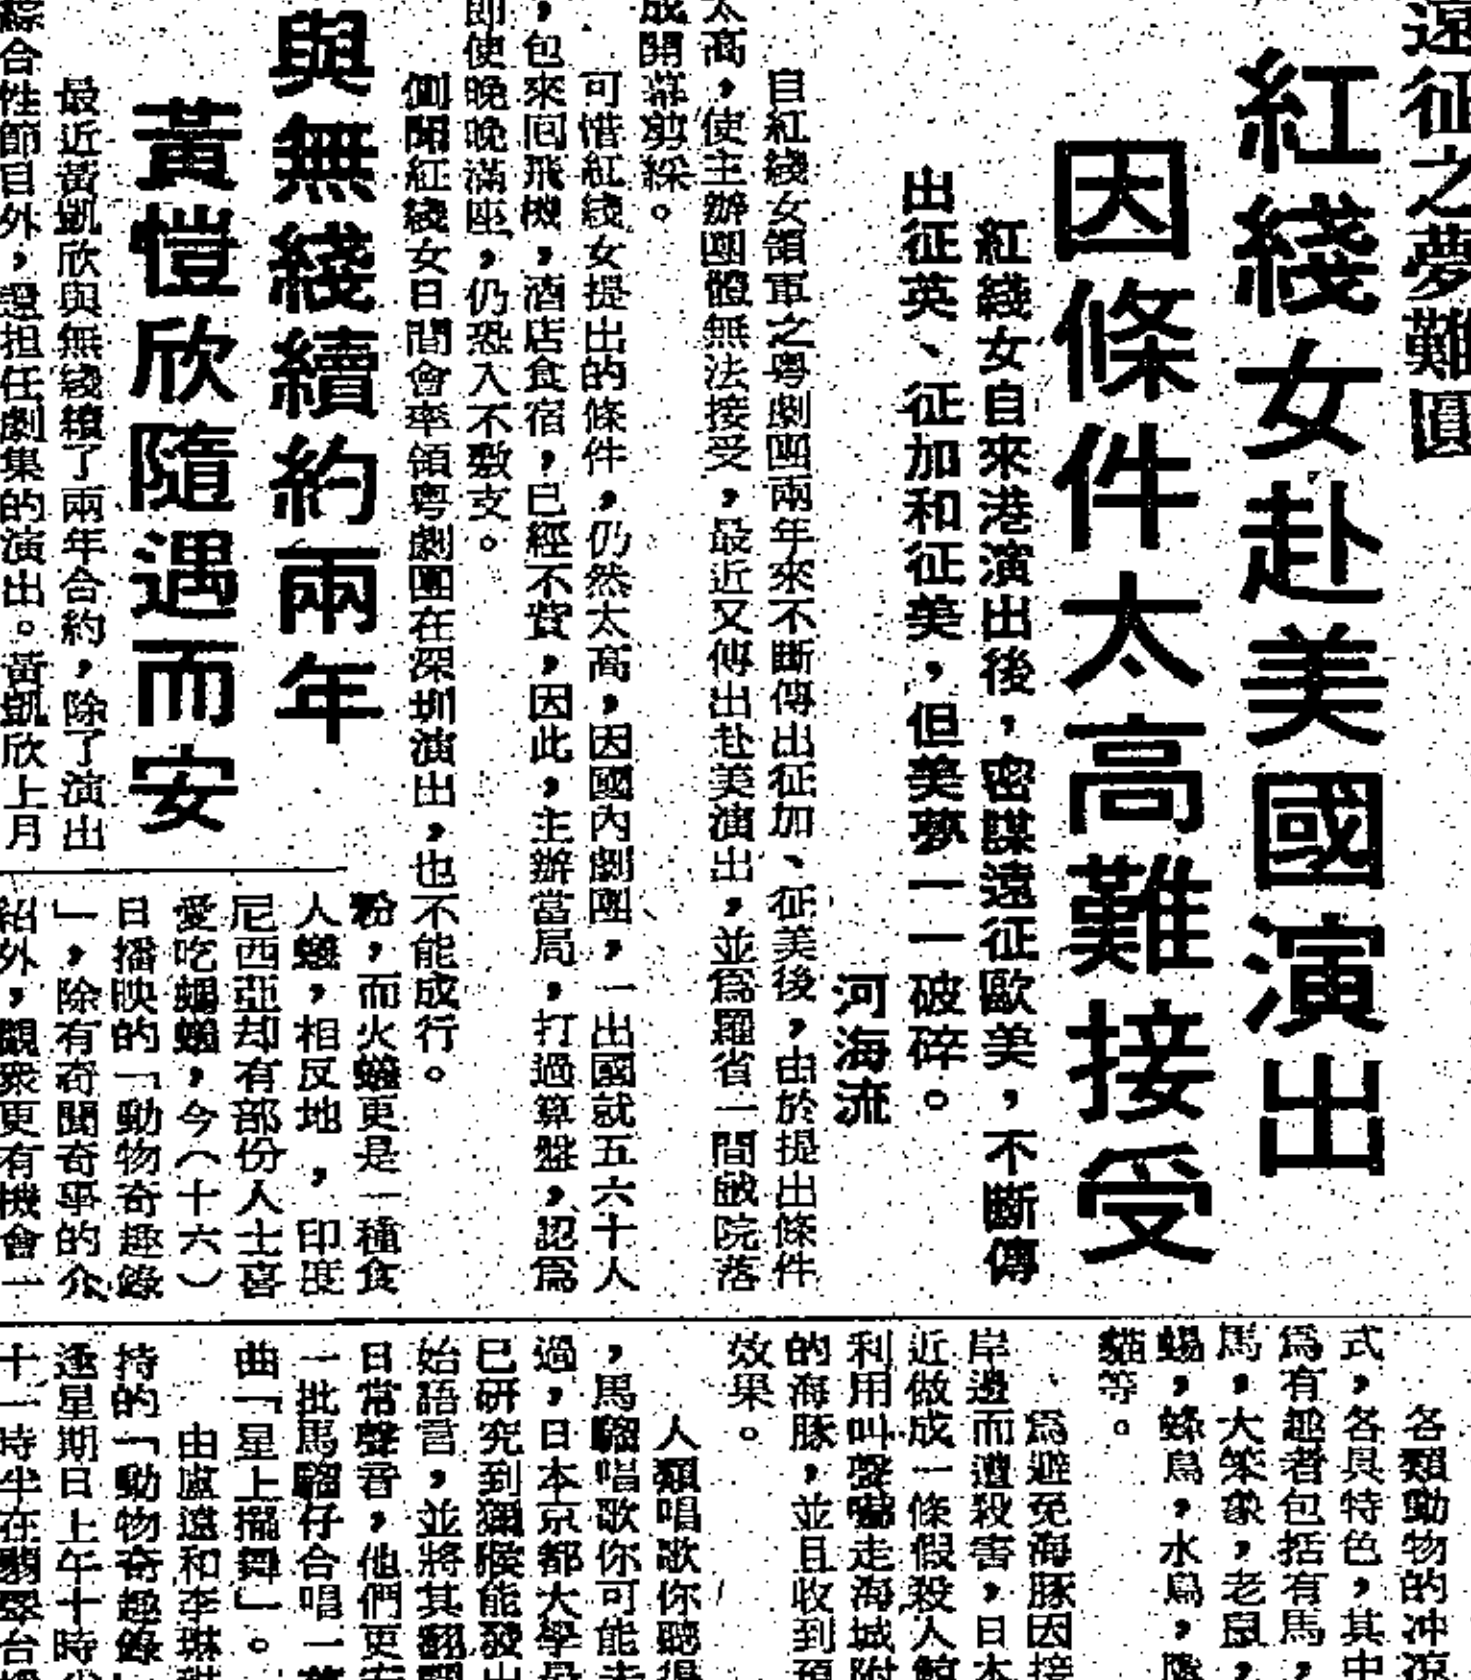 遠征之夢難圓
紅綫女赴美國演出
因條件太高難接受
紅綫女自來港演出後，密謀遠征歐美，不斷傳
出征英、征加和征美，但美夢一一破碎。
河海流
自紅綫女領軍之粵劇團兩年來不斷傳出征加、征美後，由於提出條件
太高，使主辦團體無法接受，最近又傳出赴美演出，並爲羅省一間戲院落
成開幕剪綵。
可惜紅綫女提出的條件，仍然太高，因國內劇團，一出國就五六十人
，包來回飛機，酒店食宿，已經不貲，因此，主辦當局，打過算盤，認爲
即使晚晚滿座，仍恐入不敷支。
側聞紅綫女日間會率領粵劇團在深圳演出，也不能成行。
與無綫續約兩年
黃愷欣隨遇而安
最近黃凱欣與無綫續了兩年合約，除了演出
綜合性節目外，還担任劇集的演出。黃凱欣上月
粉，而火蟻更是一種食
人蟻，相反地，印度
尼西亞却有部份人士喜
愛吃螞蟻，今（十六）
日播映的「動物奇趣錄
」，除有奇聞奇事的介
紹外，觀衆更有機會一
各類動物的冲涼
式，各具特色，其中
爲有趣者包括有馬，
馬，大笨象，老鼠，
蜴，蜂鳥，水鳥，
貓等。
爲避免海豚因接
岸邊而遭殺害，日本
近做成一條假殺人鯨
利用叫聲嚇走海城附
的海豚，並且收到預
效果。
人類唱歌你聽得
，馬騮唱歌你可能未
過，日本京都大學最
已研究到獼猴能發出
始語言，並將其翻
日常聲音，他們更
一批馬騮仔合唱一
曲「星上擺舞」。
由盧遠和李琳琳
持的「動物奇趣錄」
逢星期日上午十時
十一時半在翡翠台